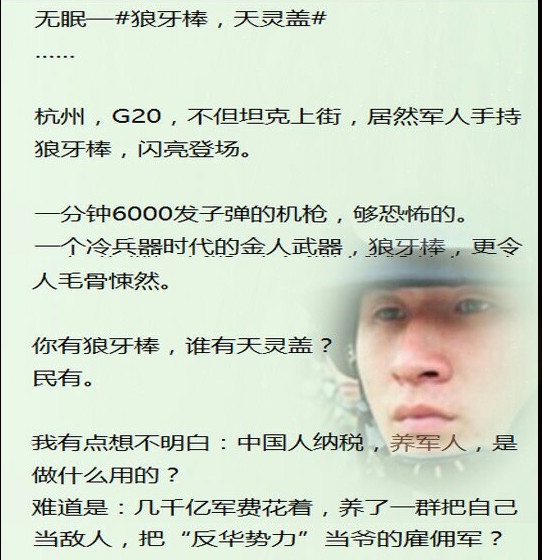 无眠—#狼牙棒，天灵盖#
……
杭州，G20，不但坦克上街，居然军人手持
狼牙棒，闪亮登场。
一分钟6000发子弹的机枪，够恐怖的。
一个冷兵器时代的金人武器，狼牙棒，更令
人毛骨悚然。
你有狼牙棒，谁有天灵盖？
民有。
我有点想不明白：中国人纳税，养军人，是
做什么用的？
难道是：几千亿军费花着，养了一群把自己
当敌人，把“反华势力”当爷的雇佣军？